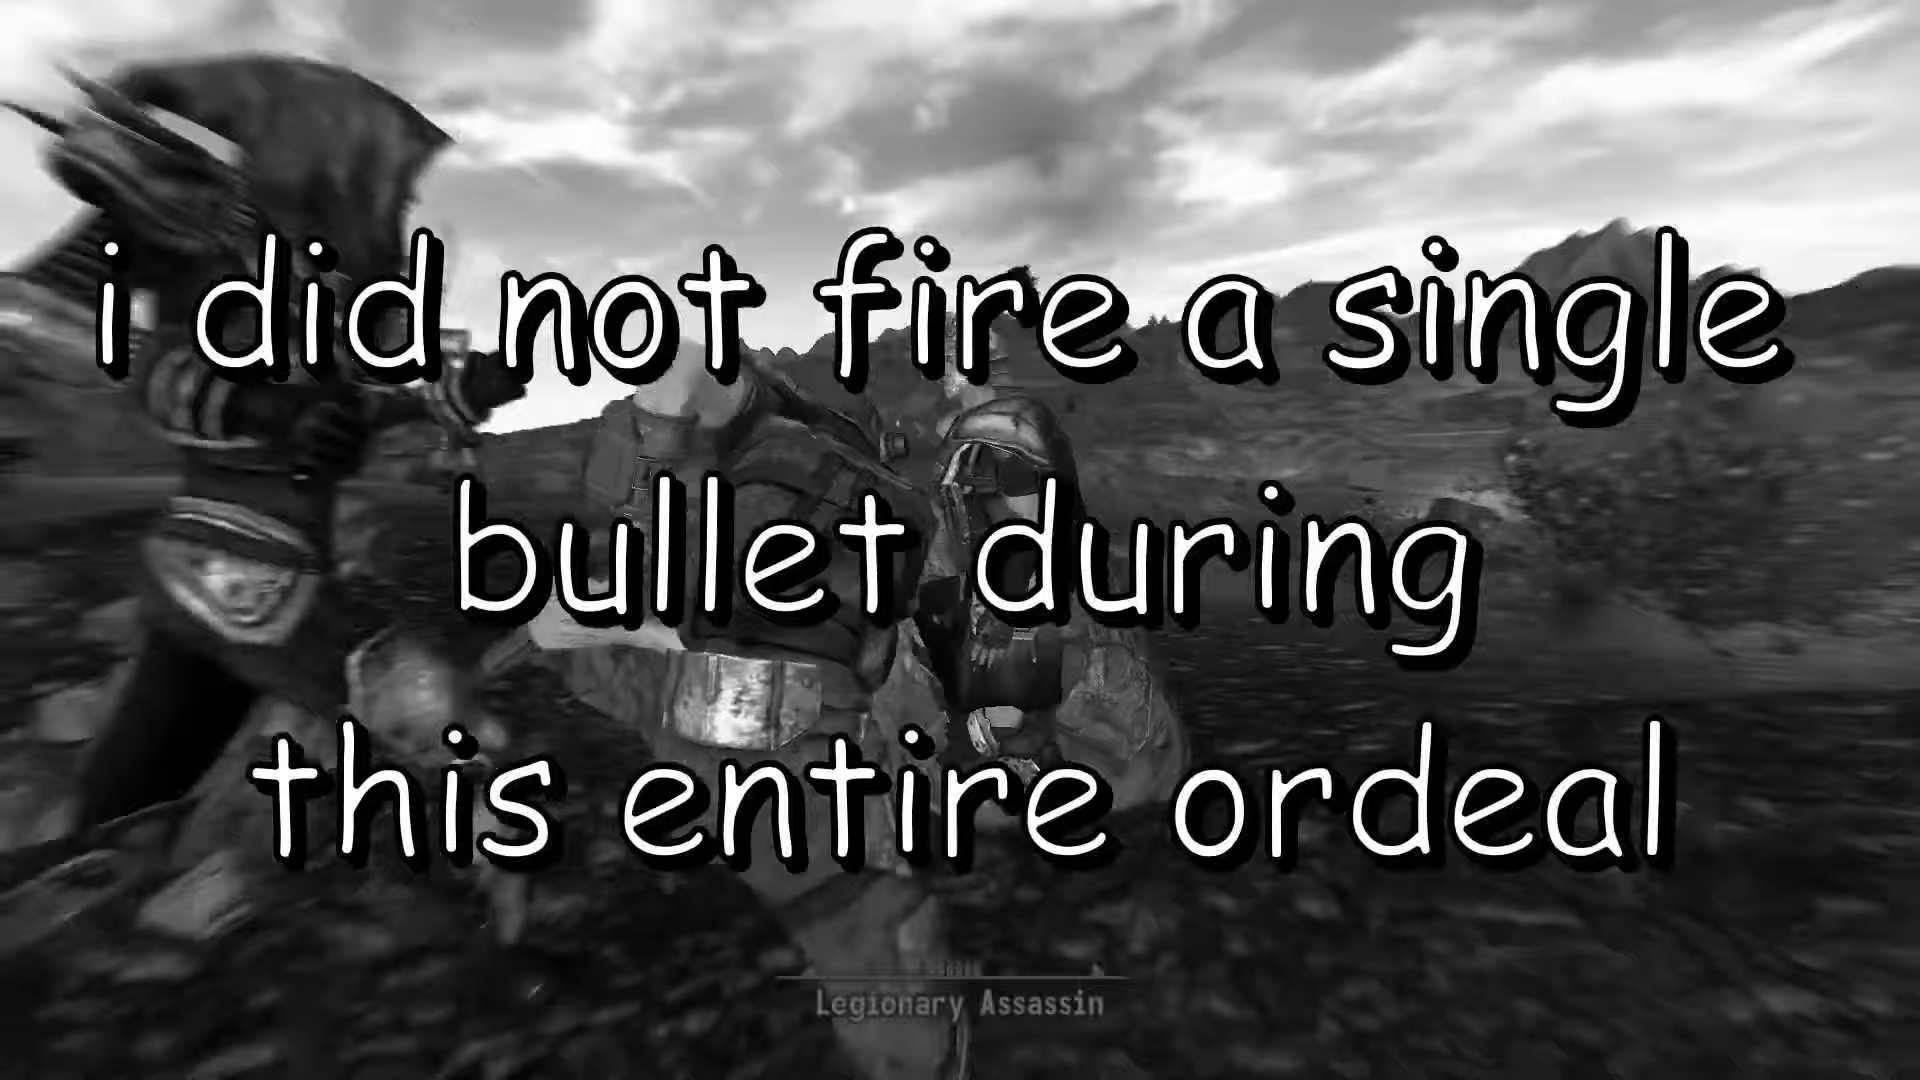 i did not fire a single
bullet during
this entire ordeal
Legionary Assassin